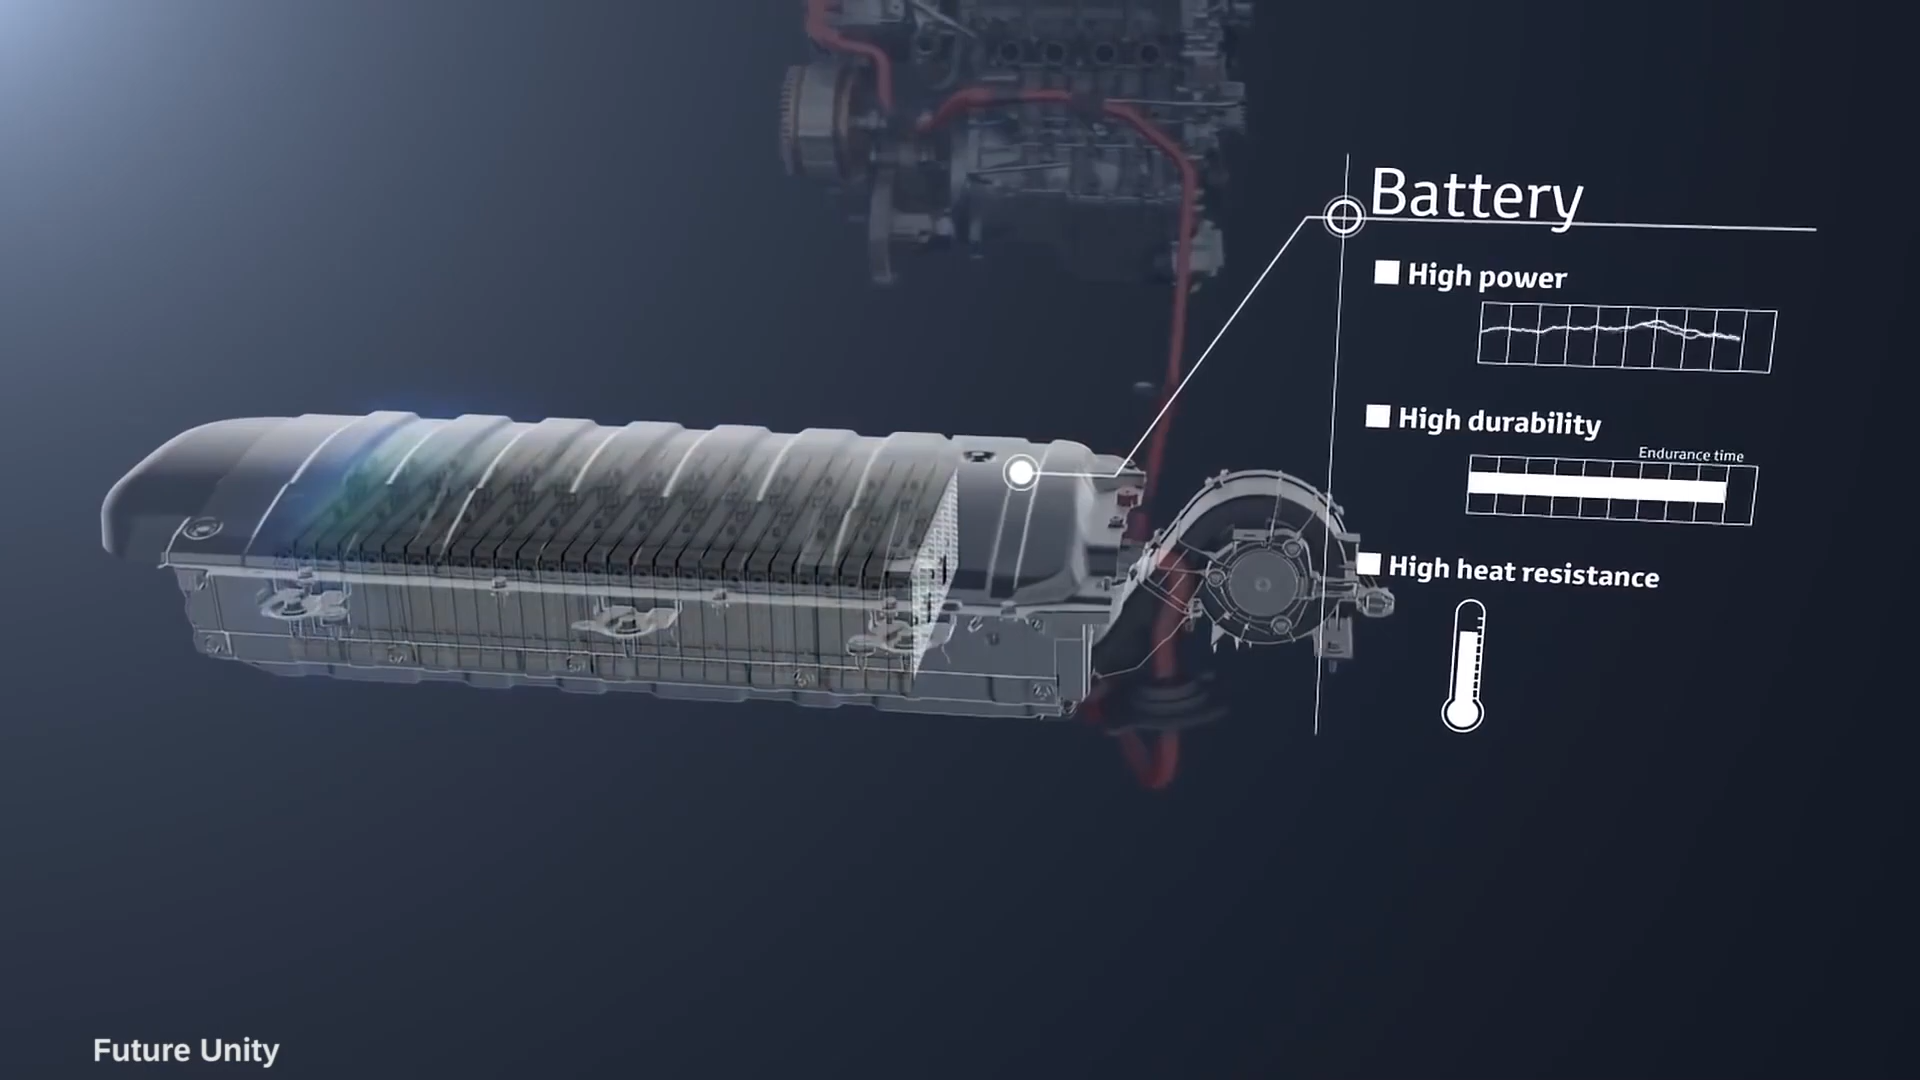 Battery
High power
High durability
Endurance time
High heat resistance
Future Unity